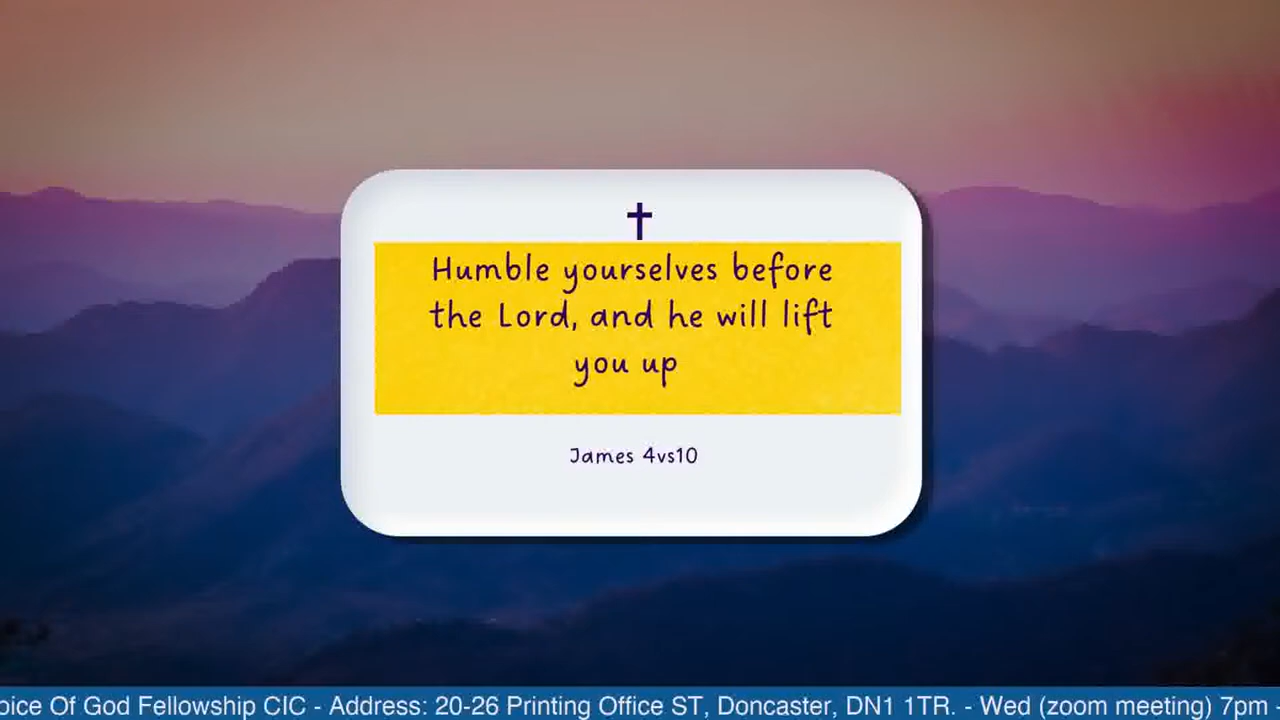 Humble yourselves before
the Lord, and he will lift
you up
James 4vs10
Of God Fellowship CIC - Address: 20-26 Printing Office ST, Doncaster, DN1 1TR. - Wed (zoom meeting) 7pm -